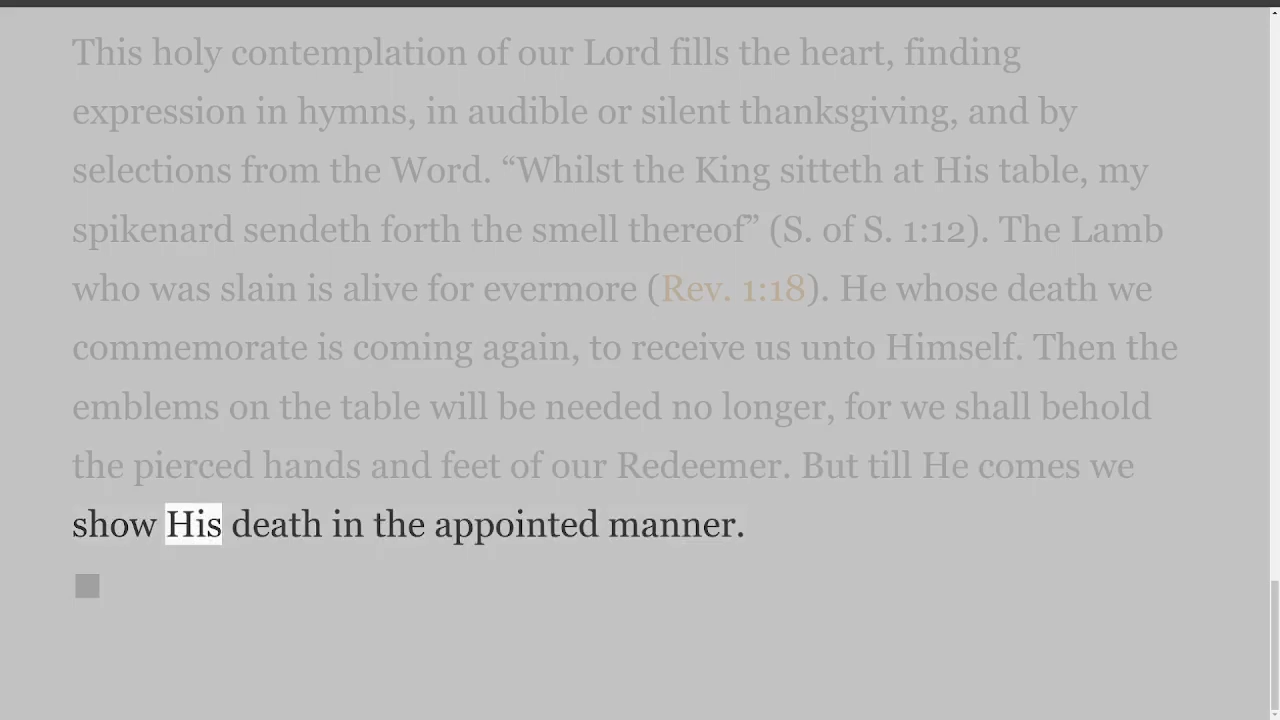 This holy contemplation of our Lord fills the heart, finding
expression in hymns, in audible or silent thanksgiving, and by
selections from the Word. “Whilst the King sitteth at His table, my
spikenard sendeth forth the smell thereof” (S. of S. 1:12). The Lamb
who was slain is alive for evermore (Rev. 1:18). He whose death we
commemorate is coming again, to receive us unto Himself. Then the
emblems on the table will be needed no longer, for we shall behold
the pierced hands and feet of our Redeemer. But till He comes we
show His death in the appointed manner.